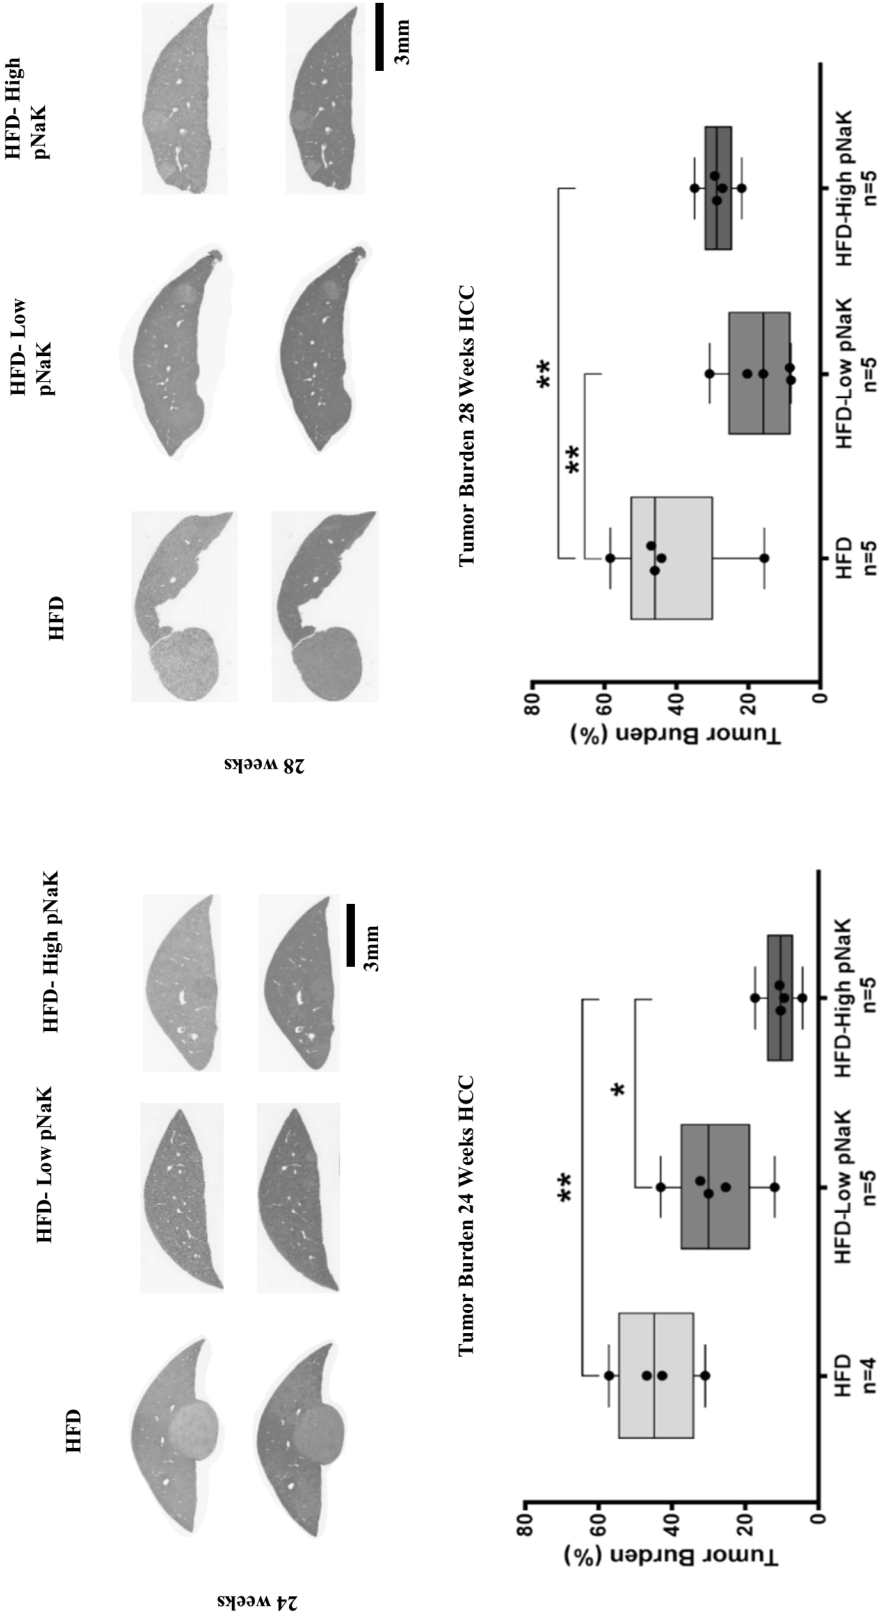 24 weeks
HFD
HFD- Low pNaK
HFD- High pNaK
3mm
Tumor Burden 24 Weeks HCC
Tumor Burden (%)
80
60
40
20
0
**
*
HFD
n=4
HFD-Low pNaK
n=5
HFD-High pNaK
n=5
28 weeks
HFD
HFD- Low
pNaK
HFD- High
pNaK
3mm
Tumor Burden 28 Weeks HCC
Tumor Burden (%)
80
60
40
20
0
**
**
HFD
n=5
HFD-Low pNaK
n=5
HFD-High pNaK
n=5